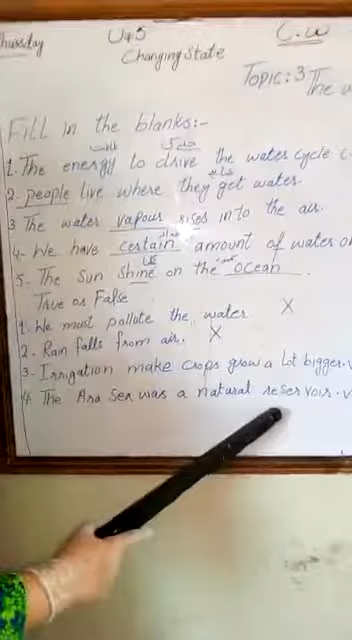 Thursday U#5 C.W
Changing State
Topic:3 The w
Fill in the blanks:-
1. The energy to drive the water cycle c
2. people live where they get water.
3 The water vapour rises into the air.
4- We have certain amount of water on
5. The Sun shine on the ocean.
True or False
1. We must pollute the water X
2. Rain falls from air. X
3- Irrigation make crops grow a lot bigger.
4. The Aral Sea was a natural reservoir.